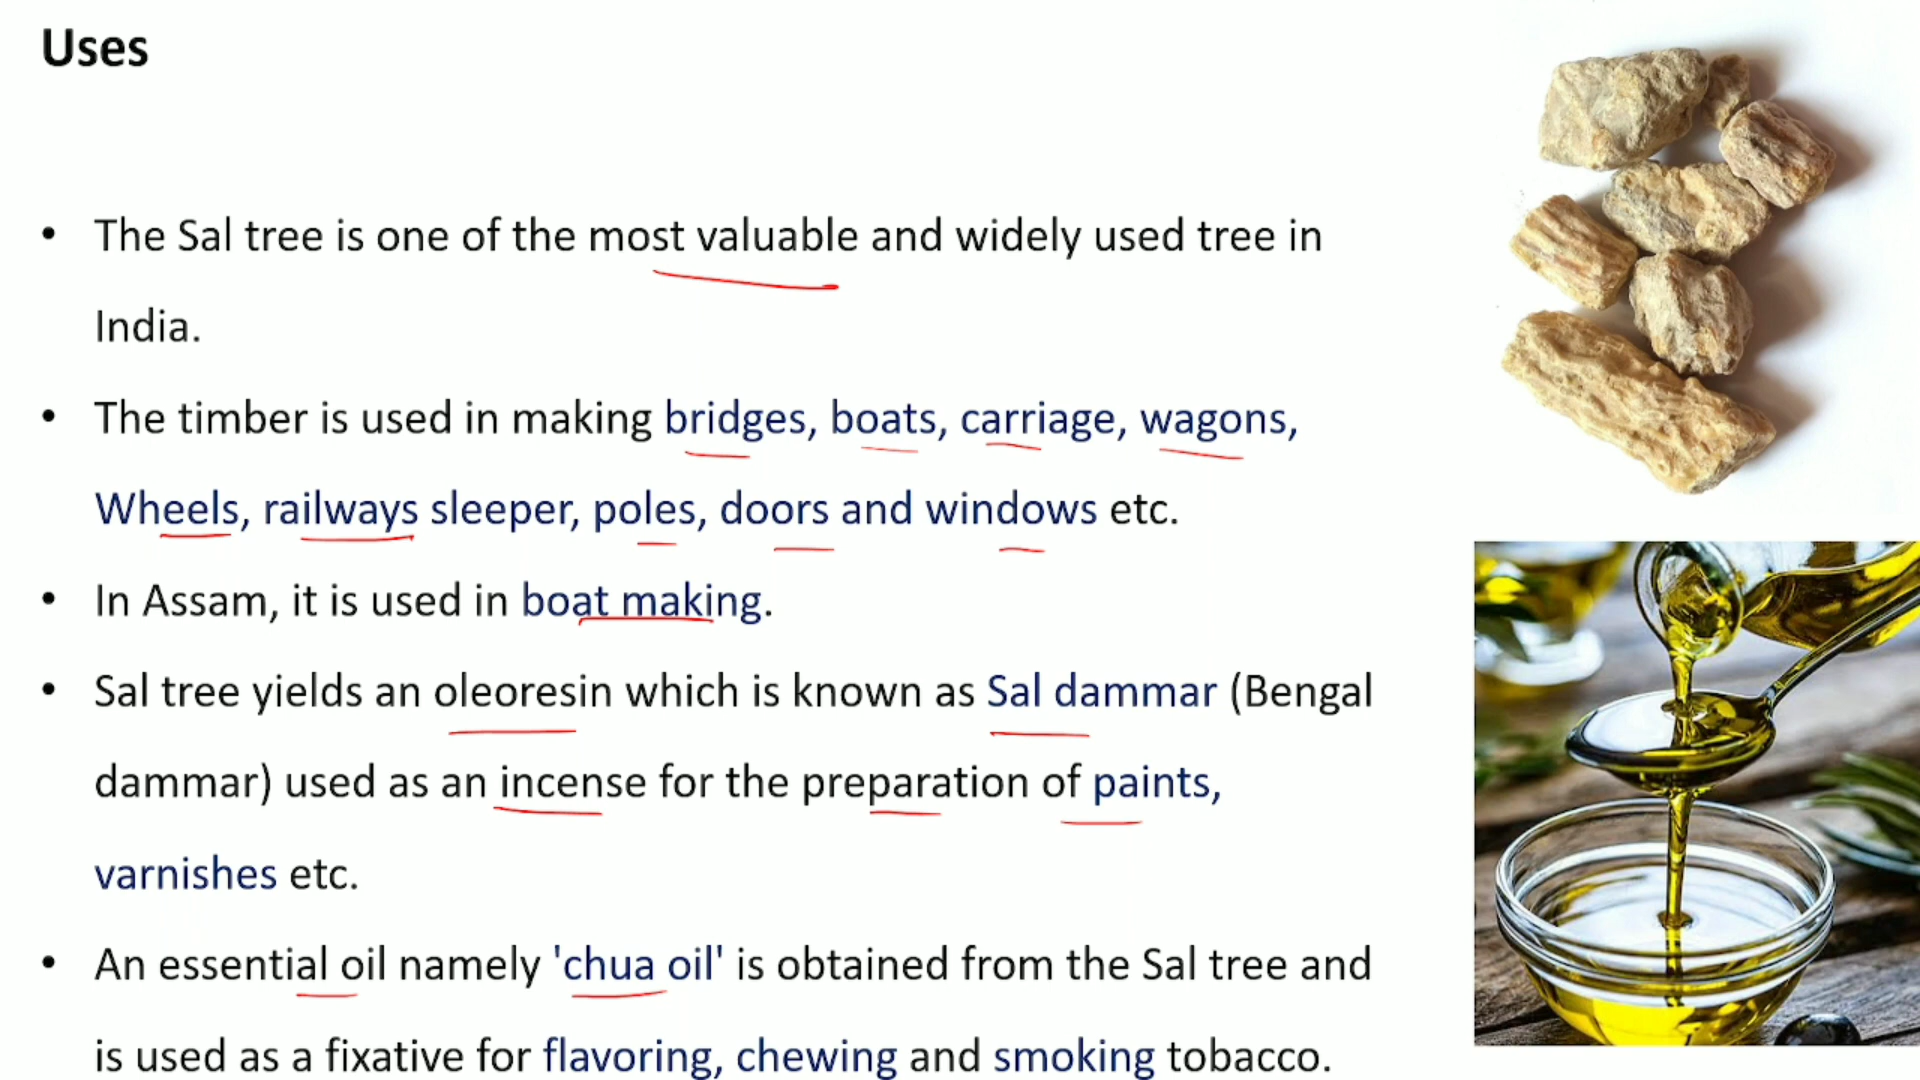 Uses
• The Sal tree is one of the most valuable and widely used tree in
India.
• The timber is used in making bridges, boats, carriage, wagons,
Wheels, railways sleeper, poles, doors and windows etc.
• In Assam, it is used in boat making.
• Sal tree yields an oleoresin which is known as Sal dammar (Bengal
dammar) used as an incense for the preparation of paints,
varnishes etc.
• An essential oil namely 'chua oil' is obtained from the Sal tree and
is used as a fixative for flavoring, chewing and smoking tobacco.